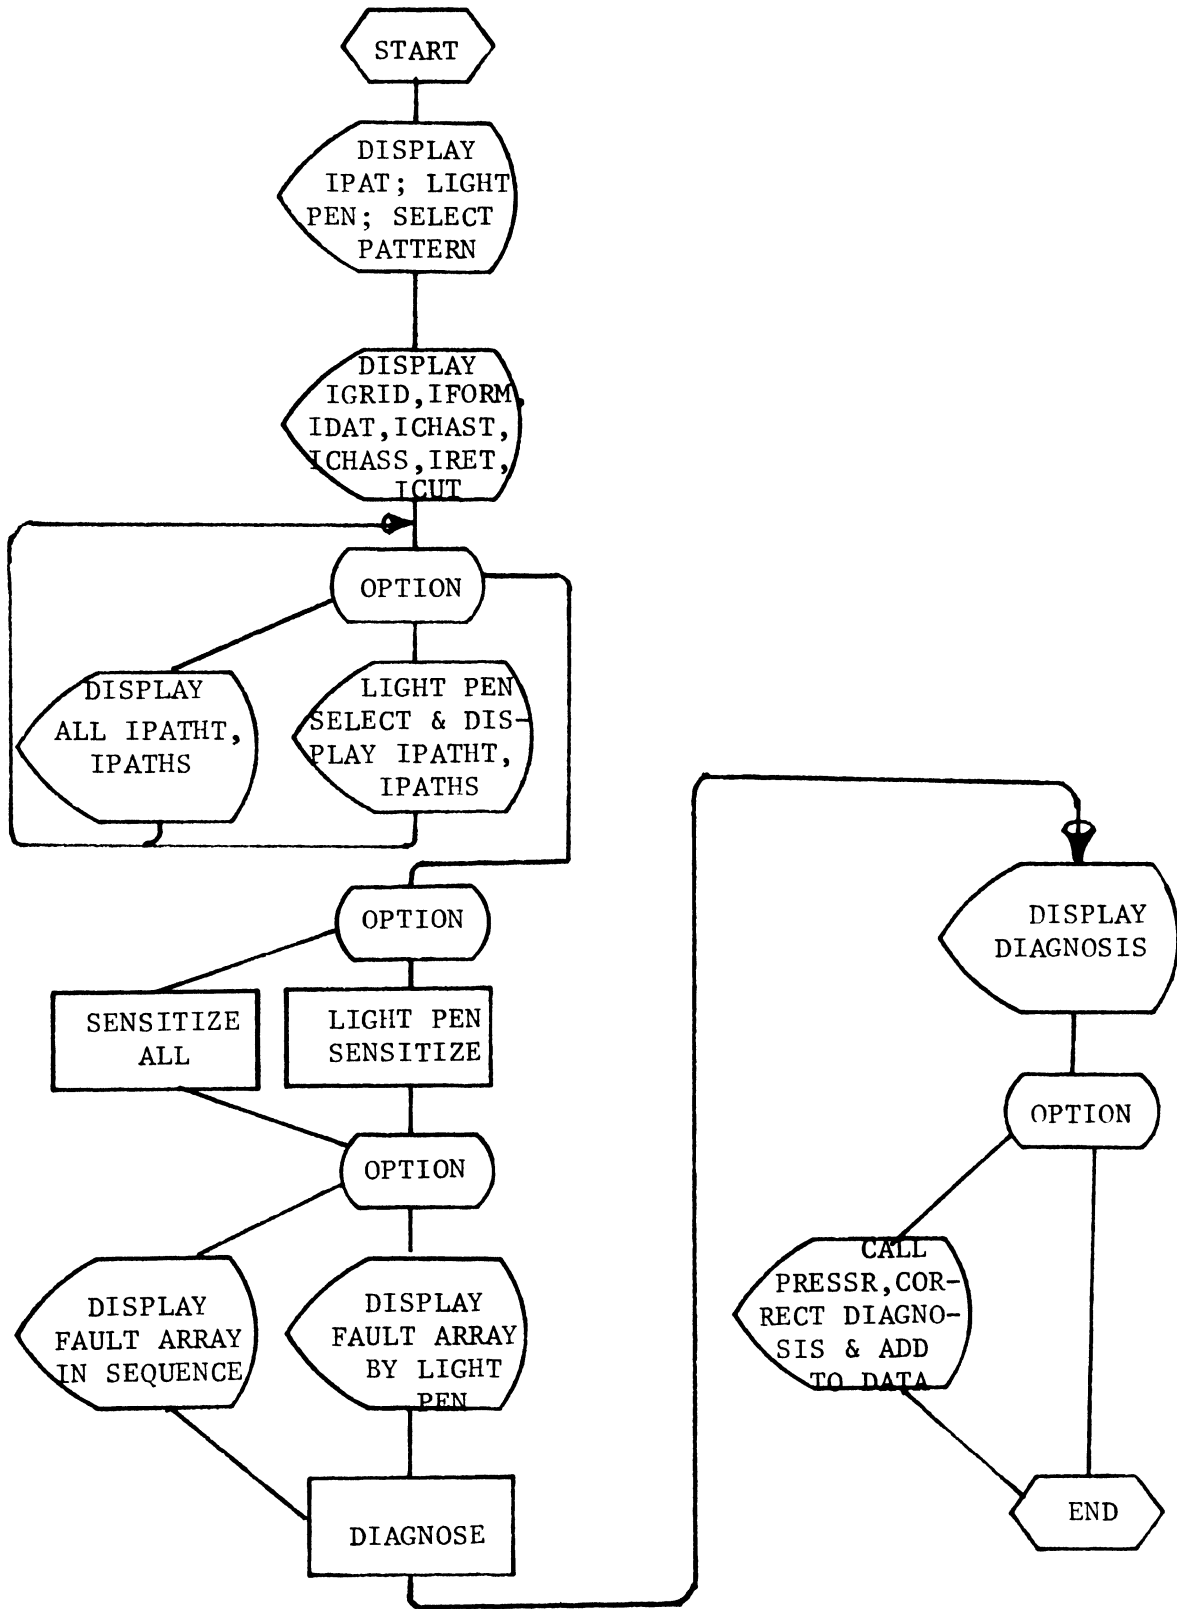 START
DISPLAY
IPAT; LIGHT
PEN; SELECT
PATTERN
DISPLAY
IGRID,IFORM,
IDAT,ICHAST,
ICHASS,IRET,
ICUT
OPTION
DISPLAY
ALL IPATHT,
IPATHS
LIGHT PEN
SELECT & DIS-
PLAY IPATHT,
IPATHS
OPTION
SENSITIZE
ALL
LIGHT PEN
SENSITIZE
OPTION
DISPLAY
FAULT ARRAY
IN SEQUENCE
DISPLAY
FAULT ARRAY
BY LIGHT
PEN
DIAGNOSE
DISPLAY
DIAGNOSIS
OPTION
CALL
PRESSR,COR-
RECT DIAGNO-
SIS & ADD
TO DATA
END